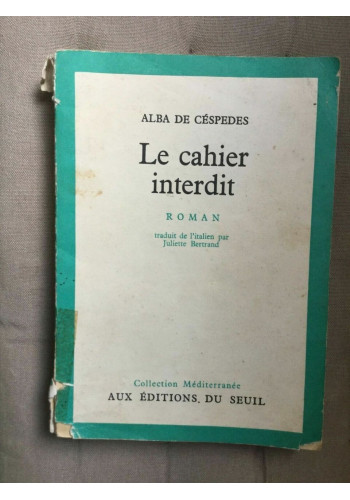 ALBA DE CÉSPEDES
Le cahier
interdit
ROMAN
traduit de l'italien par
Juliette Bertrand
Collection Méditerranée
AUX ÉDITIONS DU SEUIL